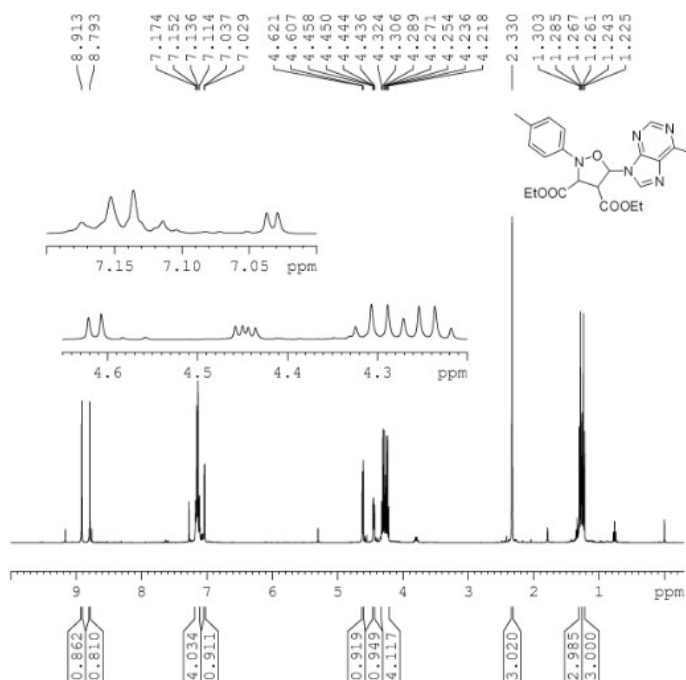 8.913 8.793 7.174 7.152 7.136 7.114 7.037 7.029 4.621 4.607 4.458 4.450 4.444 4.436 4.324 4.306 4.289 4.271 4.254 4.236 4.218 2.330 1.303 1.285 1.267 1.261 1.243 1.225
N
N
O
N
N
N
N
EtOOC
COOEt
7.15 7.10 7.05 ppm
4.6 4.5 4.4 4.3 ppm
9 8 7 6 5 4 3 2 1 ppm
0.862 0.810 4.034 0.911 0.919 0.949 4.117 3.020 2.985 3.000